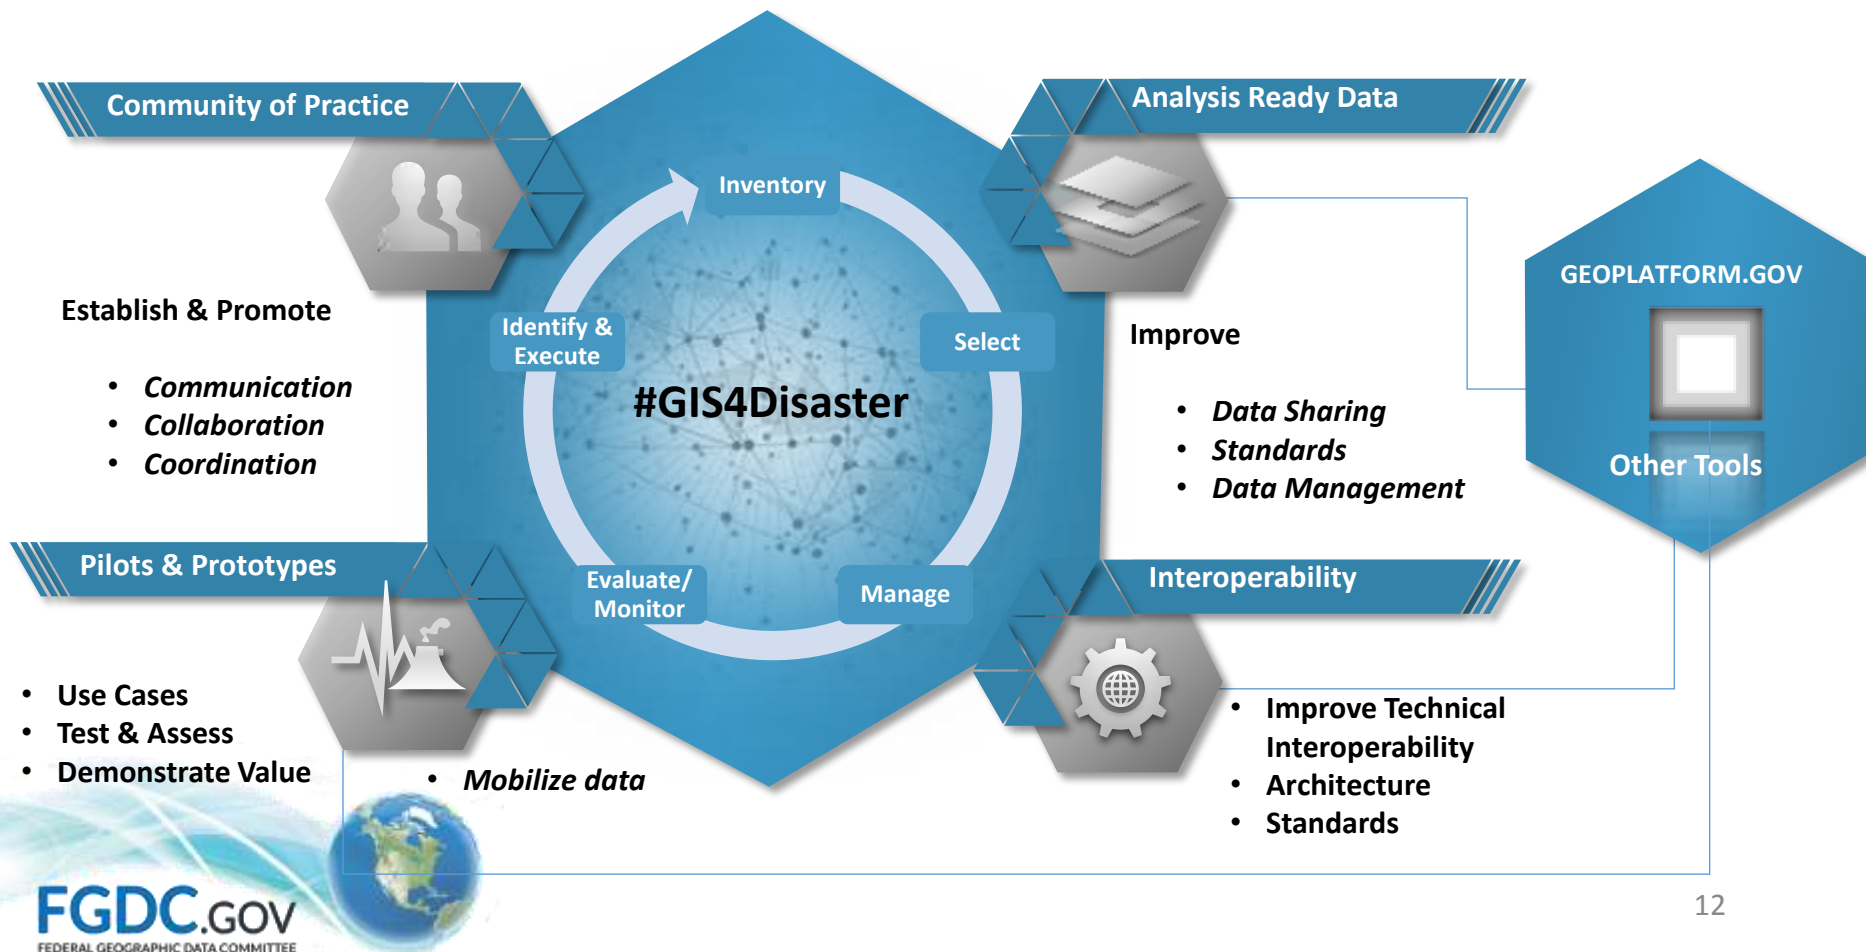 Community of Practice
Establish & Promote
• Communication
• Collaboration
• Coordination
Analysis Ready Data
Improve
• Data Sharing
• Standards
• Data Management
Inventory
Select
Manage
Evaluate/
Monitor
Identify &
Execute
#GIS4Disaster
GEOPLATFORM.GOV
Other Tools
Pilots & Prototypes
• Use Cases
• Test & Assess
• Demonstrate Value
• Mobilize data
Interoperability
• Improve Technical
Interoperability
• Architecture
• Standards
FGDC.GOV
FEDERAL GEOGRAPHIC DATA COMMITTEE
12